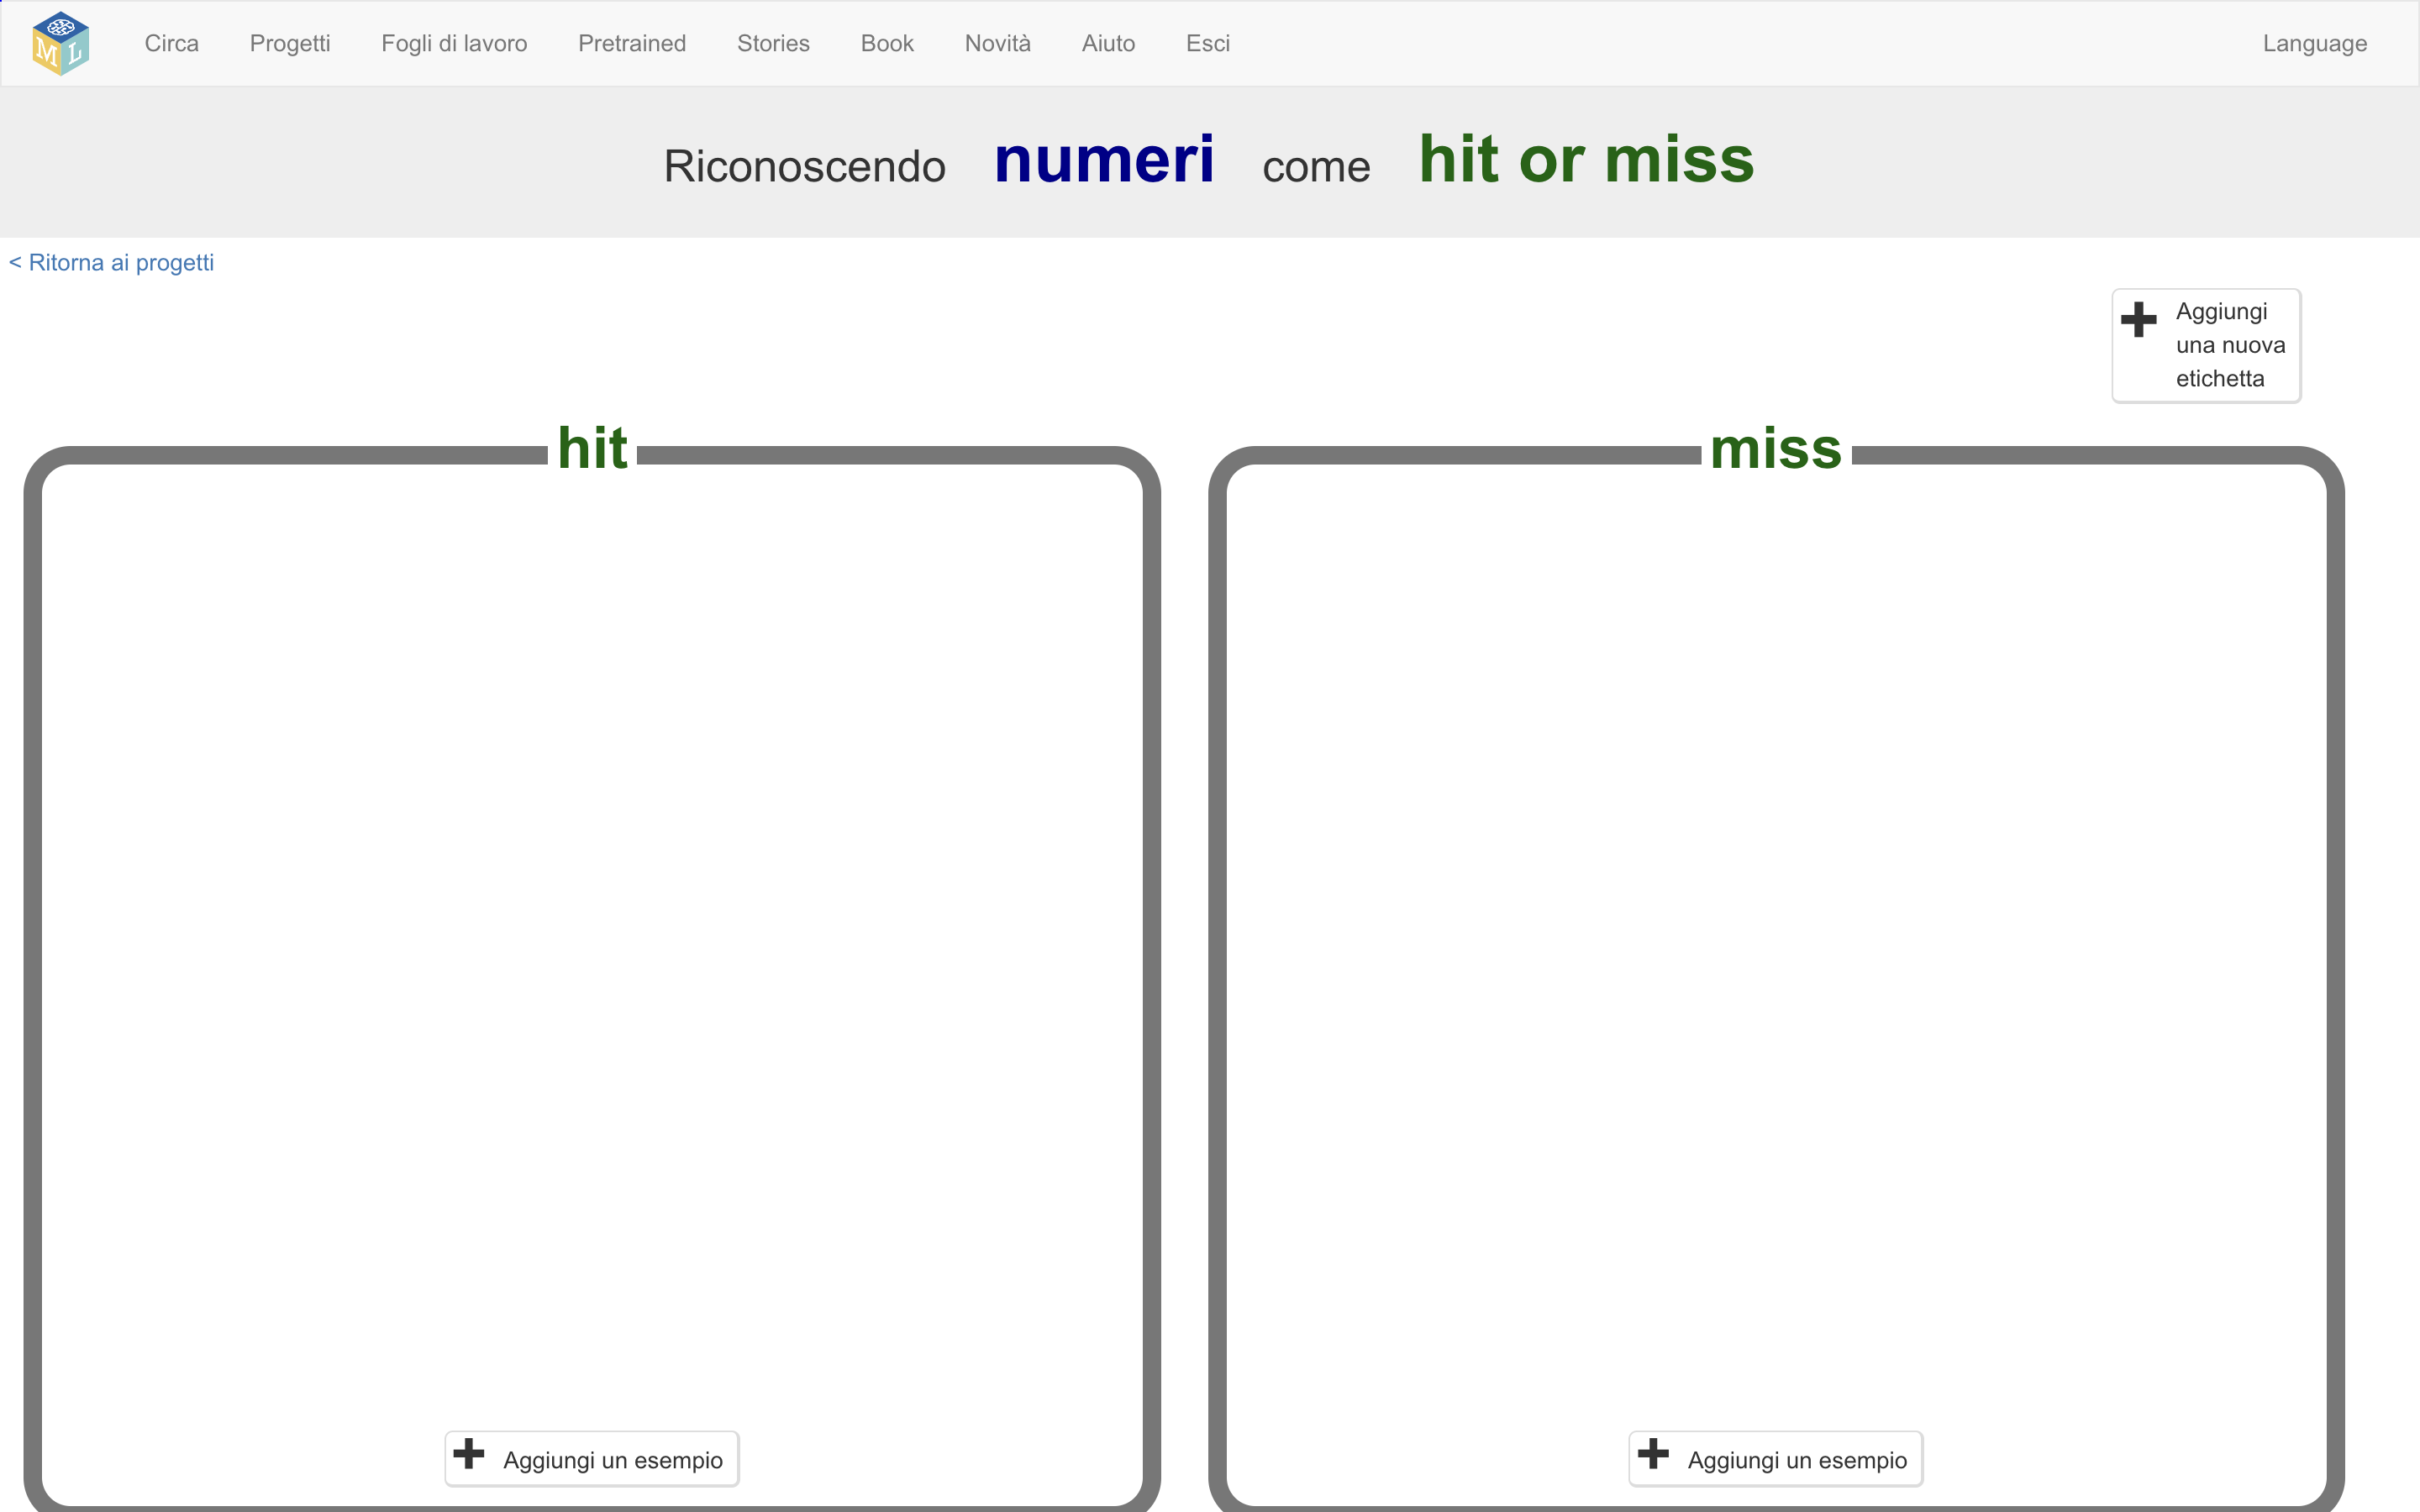 ML
Circa Progetti Fogli di lavoro Pretrained Stories Book Novità Aiuto Esci Language
Riconoscendo numeri come hit or miss
< Ritorna ai progetti
Aggiungi
una nuova
etichetta
hit miss
Aggiungi un esempio Aggiungi un esempio